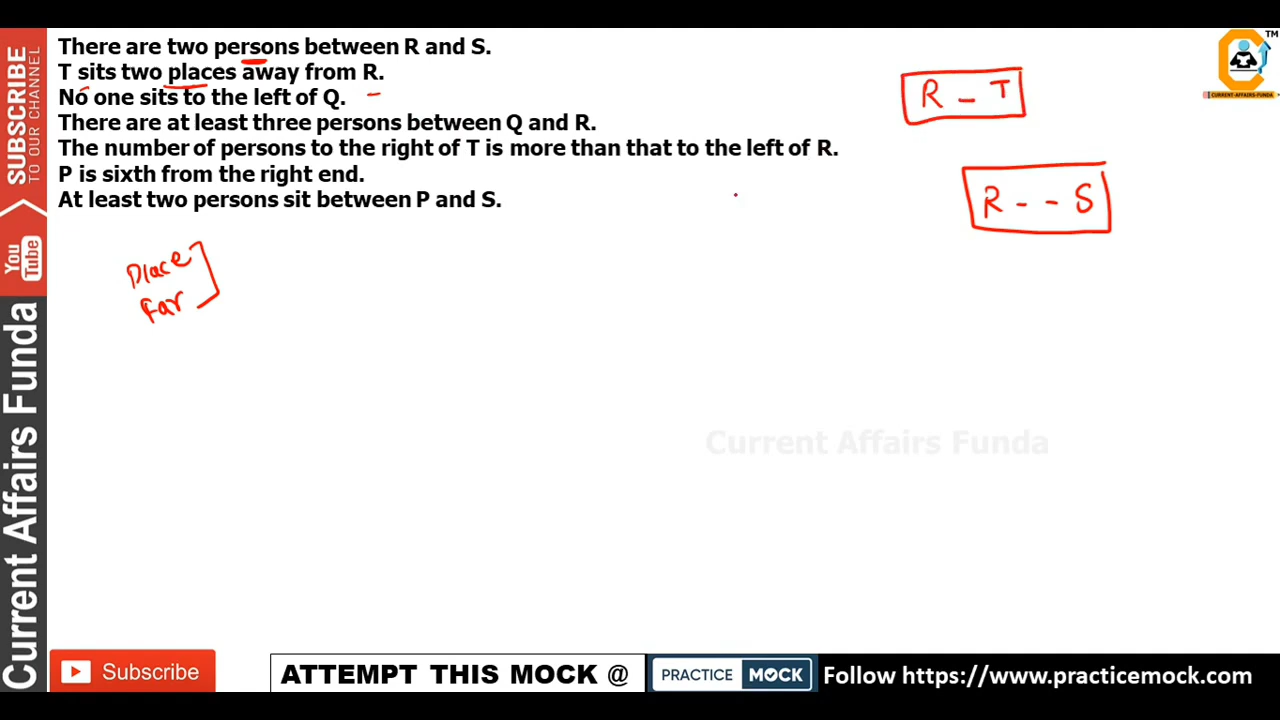 There are two persons between R and S.
T sits two places away from R.
No one sits to the left of Q.
There are at least three persons between Q and R.
The number of persons to the right of T is more than that to the left of R.
P is sixth from the right end.
At least two persons sit between P and S.
R - T
R - - S
Place
Far
TM
CURRENT-AFFAIRS-FUNDA
SUBSCRIBE
TO OUR CHANNEL
You
Tube
Current Affairs Funda
Current Affairs Funda
Subscribe
ATTEMPT THIS MOCK @
PRACTICE MOCK
Follow https://www.practicemock.com